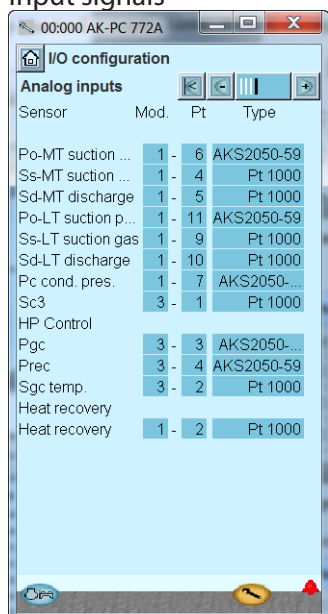 Input signals
00:000 AK-PC 772A
I/O configuration
Analog inputs
Sensor Mod. Pt Type
Po-MT suction ... 1 - 6 AKS2050-59
Ss-MT suction ... 1 - 4 Pt 1000
Sd-MT discharge 1 - 5 Pt 1000
Po-LT suction p... 1 - 11 AKS2050-59
Ss-LT suction gas 1 - 9 Pt 1000
Sd-LT discharge 1 - 10 Pt 1000
Pc cond. pres. 1 - 7 AKS2050-...
Sc3 3 - 1 Pt 1000
HP Control
Pgc 3 - 3 AKS2050-...
Prec 3 - 4 AKS2050-59
Sgc temp. 3 - 2 Pt 1000
Heat recovery
Heat recovery 1 - 2 Pt 1000